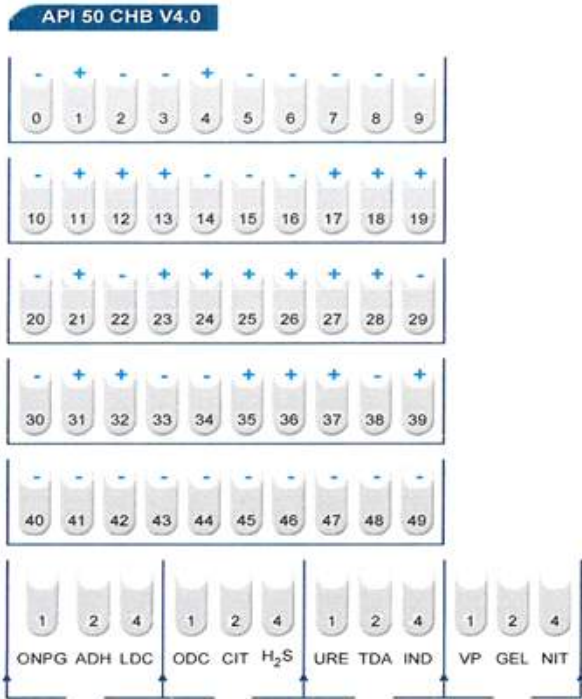 API 50 CHB V4.0
- + - - + - - - - -
0 1 2 3 4 5 6 7 8 9
- + + + - - - + + +
10 11 12 13 14 15 16 17 18 19
- + - + + + + + + -
20 21 22 23 24 25 26 27 28 29
- + + - - + + + - +
30 31 32 33 34 35 36 37 38 39
- - - - - - - - - -
40 41 42 43 44 45 46 47 48 49
1 2 4 1 2 4 1 2 4 1 2 4
ONPG ADH LDC ODC CIT H₂S URE TDA IND VP GEL NIT